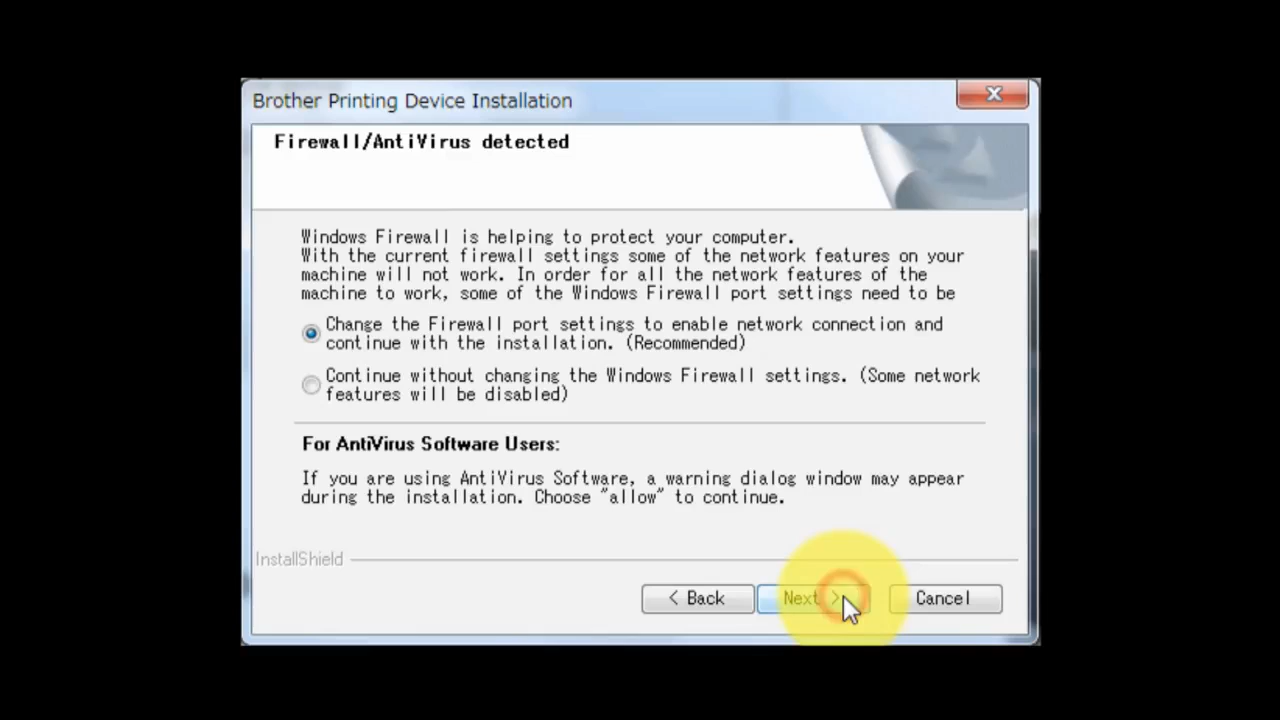 Brother Printing Device Installation
Firewall/AntiVirus detected
Windows Firewall is helping to protect your computer.
With the current firewall settings some of the network features on your
machine will not work. In order for all the network features of the
machine to work, some of the Windows Firewall port settings need to be
Change the Firewall port settings to enable network connection and
continue with the installation. (Recommended)
Continue without changing the Windows Firewall settings. (Some network
features will be disabled)
For AntiVirus Software Users:
If you are using AntiVirus Software, a warning dialog window may appear
during the installation. Choose "allow" to continue.
InstallShield
< Back
Next >
Cancel